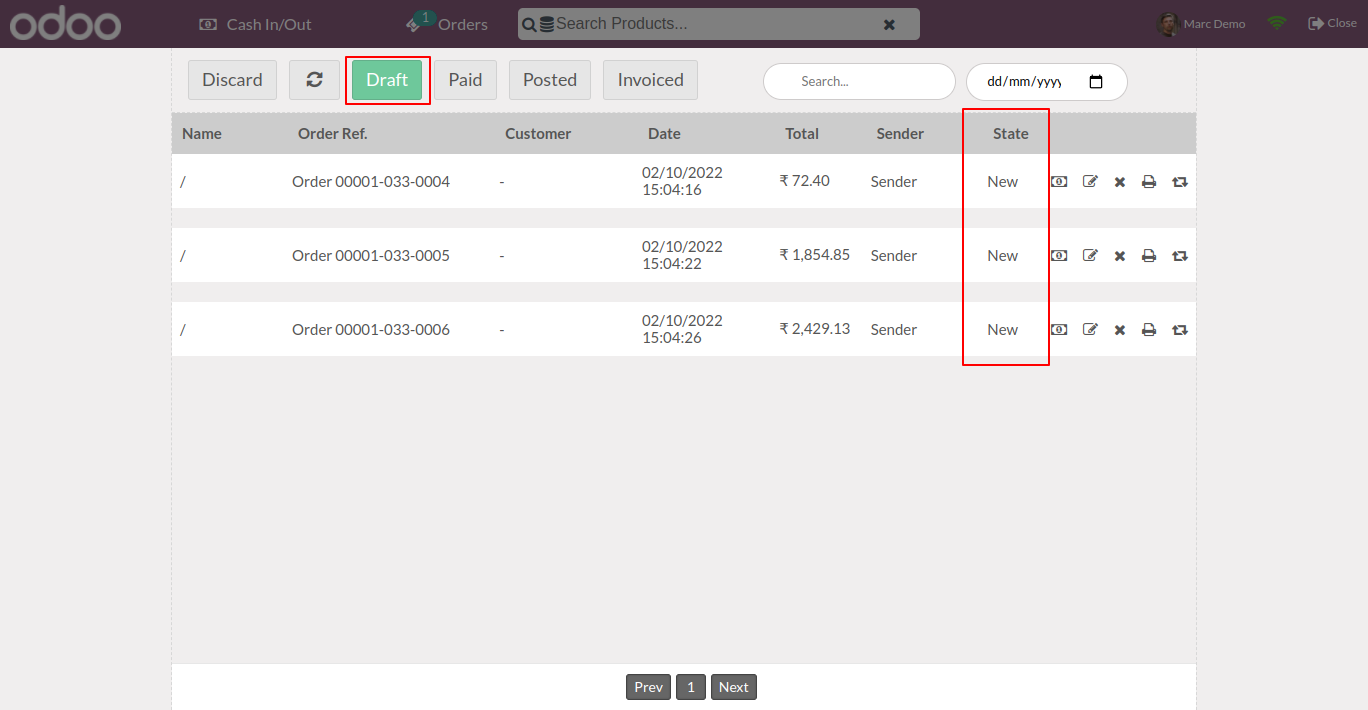 odoo Cash In/Out 1 Orders Search Products... Marc Demo Close
Discard Draft Paid Posted Invoiced Search... dd/mm/yyyy
Name Order Ref. Customer Date Total Sender State
/ Order 00001-033-0004 - 02/10/2022 15:04:16 ₹ 72.40 Sender New
/ Order 00001-033-0005 - 02/10/2022 15:04:22 ₹ 1,854.85 Sender New
/ Order 00001-033-0006 - 02/10/2022 15:04:26 ₹ 2,429.13 Sender New
Prev 1 Next